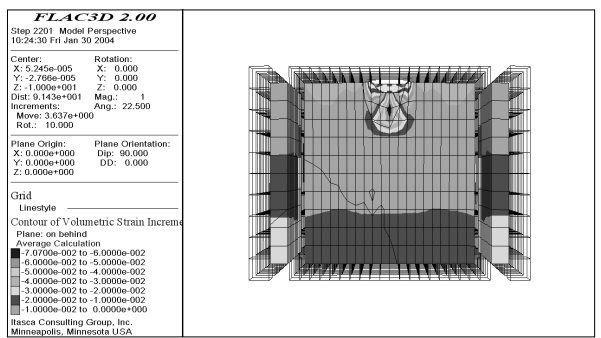 FLAC3D 2.00
Step 2201 Model Perspective
10:24:30 Fri Jan 30 2004
Center: Rotation:
X: 5.245e-005 X: 0.000
Y: -2.766e-005 Y: 0.000
Z: -1.000e+001 Z: 0.000
Dist: 9.143e+001 Mag.: 1
Increments: Ang.: 22.500
Move: 3.637e+000
Rot.: 10.000
Plane Origin: Plane Orientation:
X: 0.000e+000 Dip: 90.000
Y: 0.000e+000 DD: 0.000
Z: 0.000e+000
Grid
Linestyle
Contour of Volumetric Strain Increme
Plane: on behind
Average Calculation
-7.0700e-002 to -6.0000e-002
-6.0000e-002 to -5.0000e-002
-5.0000e-002 to -4.0000e-002
-4.0000e-002 to -3.0000e-002
-3.0000e-002 to -2.0000e-002
-2.0000e-002 to -1.0000e-002
-1.0000e-002 to 0.0000e+000
Itasca Consulting Group, Inc.
Minneapolis, Minnesota USA